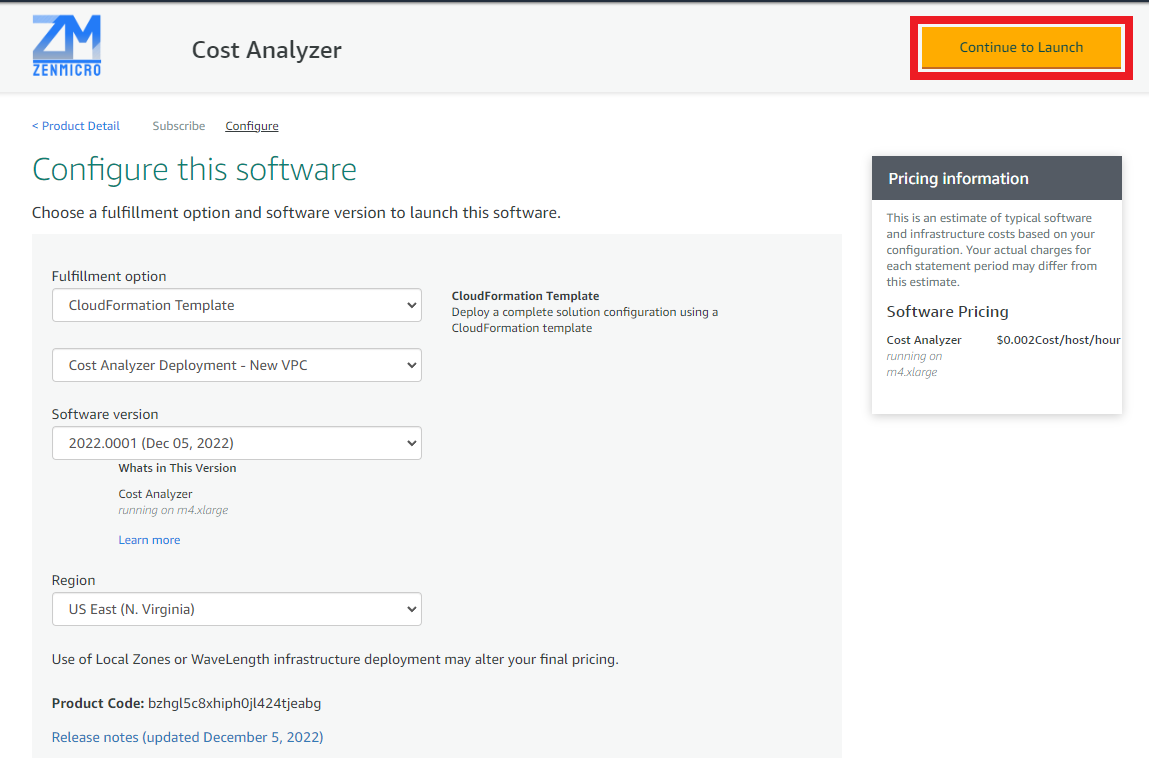 ZM
ZENMICRO
Cost Analyzer
Continue to Launch
< Product Detail
Subscribe
Configure
Configure this software
Choose a fulfillment option and software version to launch this software.
Fulfillment option
CloudFormation Template
CloudFormation Template
Deploy a complete solution configuration using a
CloudFormation template
Cost Analyzer Deployment - New VPC
Software version
2022.0001 (Dec 05, 2022)
Whats in This Version
Cost Analyzer
running on m4.xlarge
Learn more
Region
US East (N. Virginia)
Use of Local Zones or WaveLength infrastructure deployment may alter your final pricing.
Product Code: bzhgl5c8xhiph0jl424tjeabg
Release notes (updated December 5, 2022)
Pricing information
This is an estimate of typical software
and infrastructure costs based on your
configuration. Your actual charges for
each statement period may differ from
this estimate.
Software Pricing
Cost Analyzer $0.002Cost/host/hour
running on
m4.xlarge